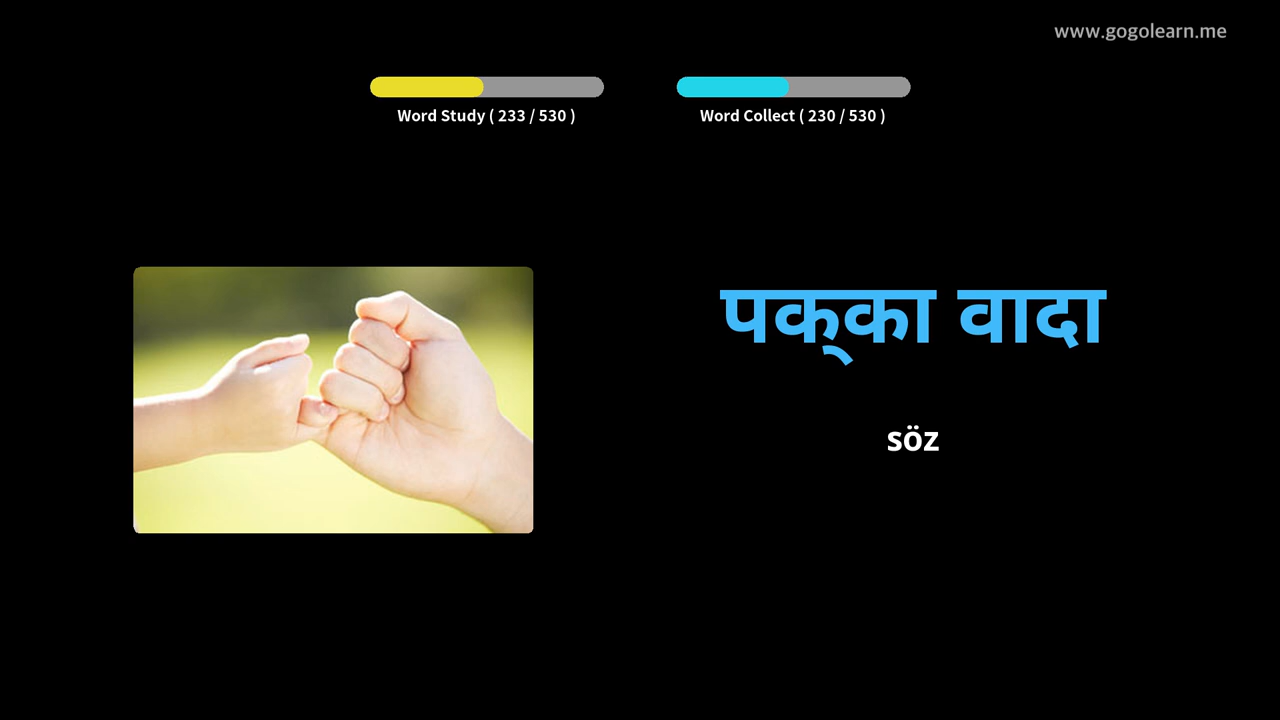 www.gogolearn.me
Word Study ( 233 / 530 )
Word Collect ( 230 / 530 )
पक्‌का वादा
söz